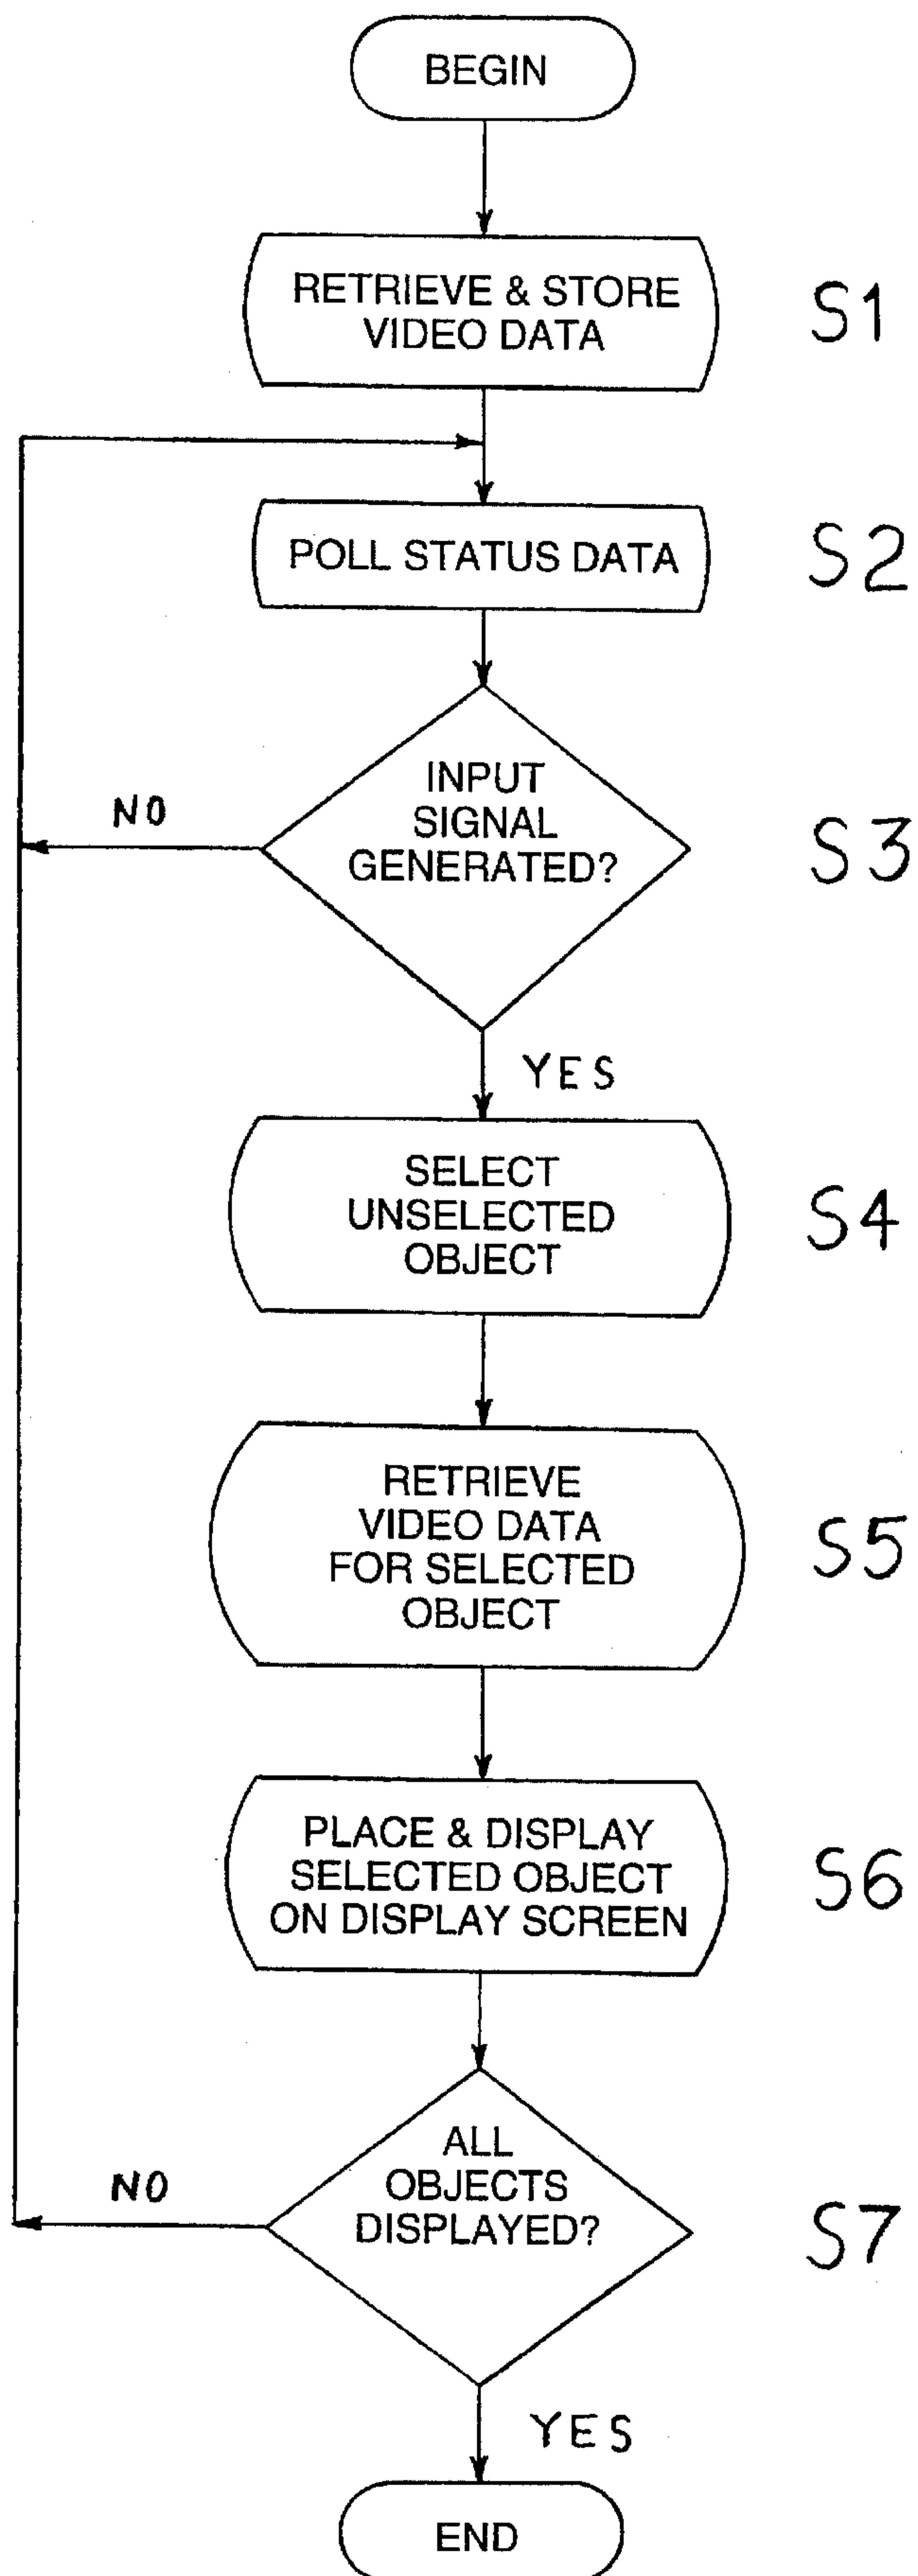 BEGIN
RETRIEVE & STORE
VIDEO DATA
S1
POLL STATUS DATA
S2
INPUT
SIGNAL
GENERATED?
S3
NO
YES
SELECT
UNSELECTED
OBJECT
S4
RETRIEVE
VIDEO DATA
FOR SELECTED
OBJECT
S5
PLACE & DISPLAY
SELECTED OBJECT
ON DISPLAY SCREEN
S6
ALL
OBJECTS
DISPLAYED?
S7
NO
YES
END